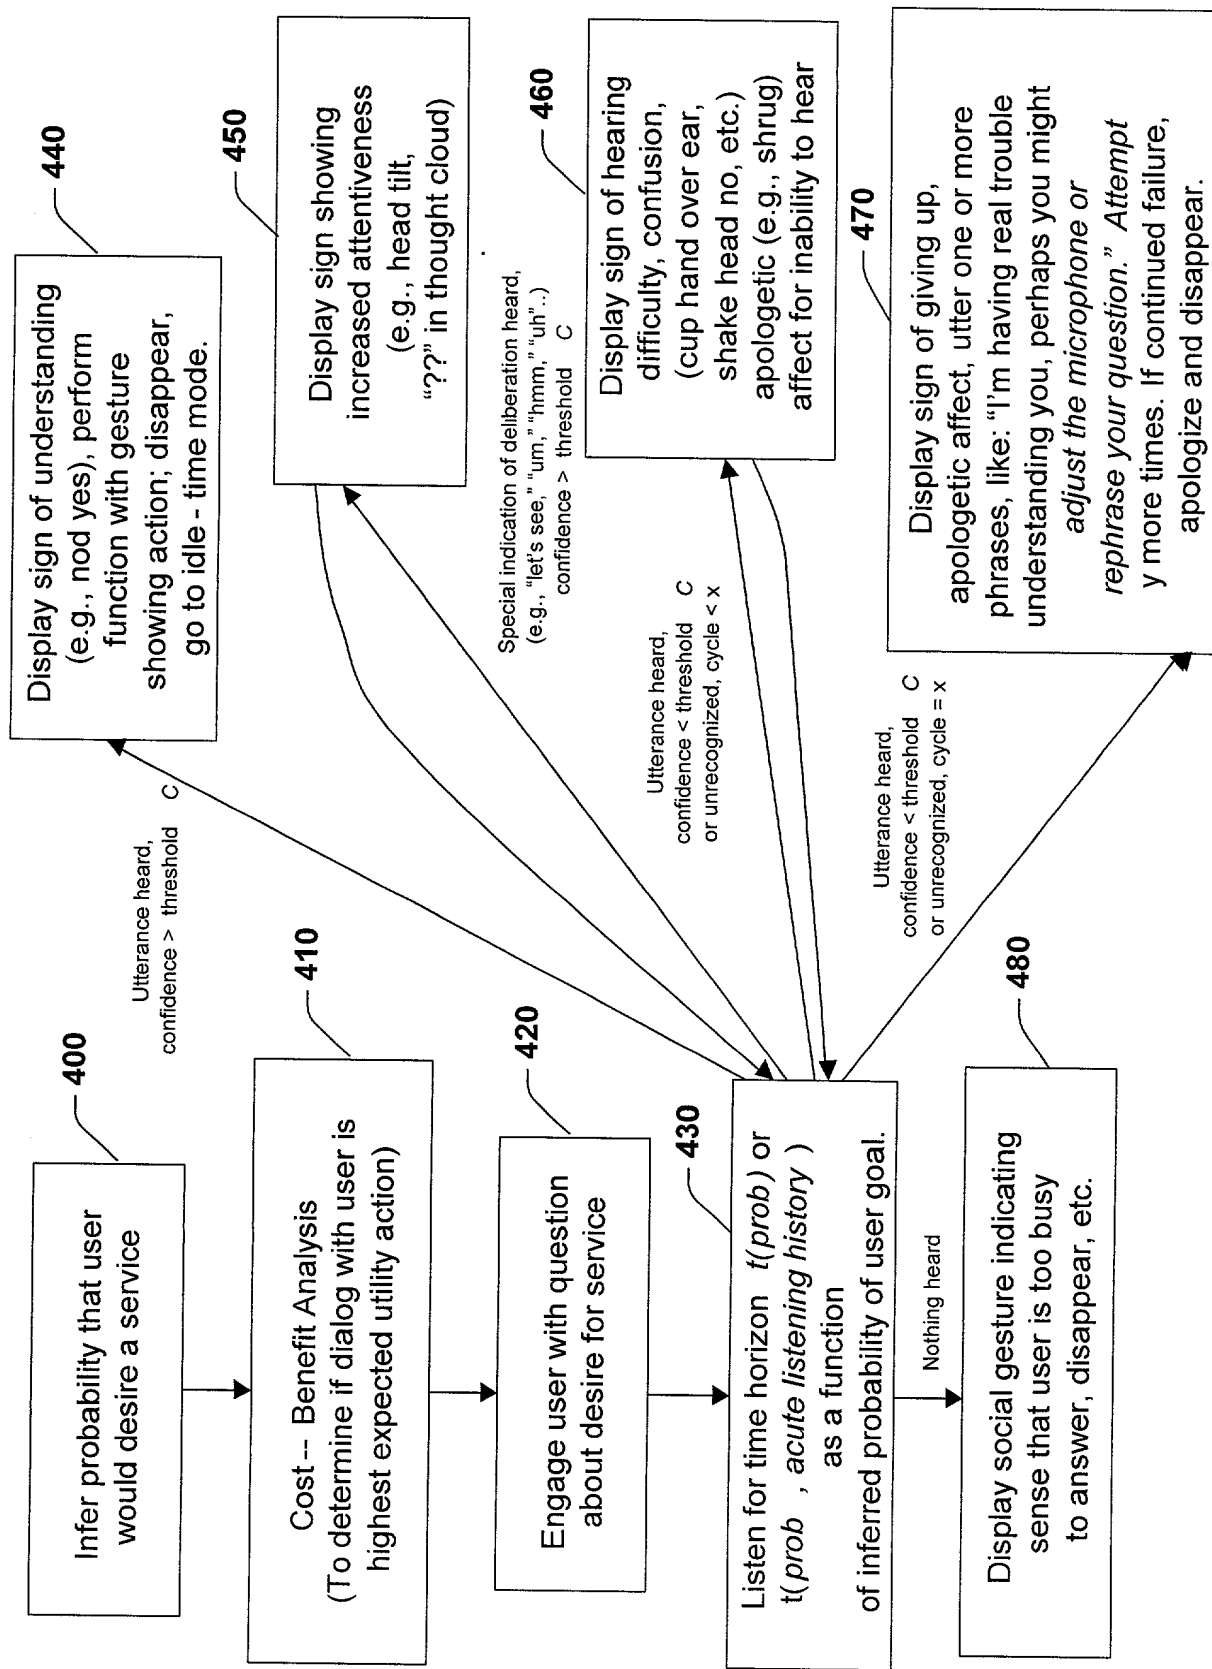 400
Infer probability that user
would desire a service
410
Cost -- Benefit Analysis
(To determine if dialog with user is
highest expected utility action)
420
Engage user with question
about desire for service
430
Listen for time horizon t(prob) or
t(prob , acute listening history )
as a function
of inferred probability of user goal.
Nothing heard
480
Display social gesture indicating
sense that user is too busy
to answer, disappear, etc.
Utterance heard,
confidence > threshold C
440
Display sign of understanding
(e.g., nod yes), perform
function with gesture
showing action; disappear,
go to idle - time mode.
450
Display sign showing
increased attentiveness
(e.g., head tilt,
“??” in thought cloud)
Special indication of deliberation heard,
(e.g., “let's see,” “um,” “hmm,” “uh”..)
confidence > threshold C
460
Display sign of hearing
difficulty, confusion,
(cup hand over ear,
shake head no, etc.)
apologetic (e.g., shrug)
affect for inability to hear
Utterance heard,
confidence < threshold C
or unrecognized, cycle < x
Utterance heard,
confidence < threshold C
or unrecognized, cycle = x
470
Display sign of giving up,
apologetic affect, utter one or more
phrases, like: “I'm having real trouble
understanding you, perhaps you might
adjust the microphone or
rephrase your question.” Attempt
y more times. If continued failure,
apologize and disappear.